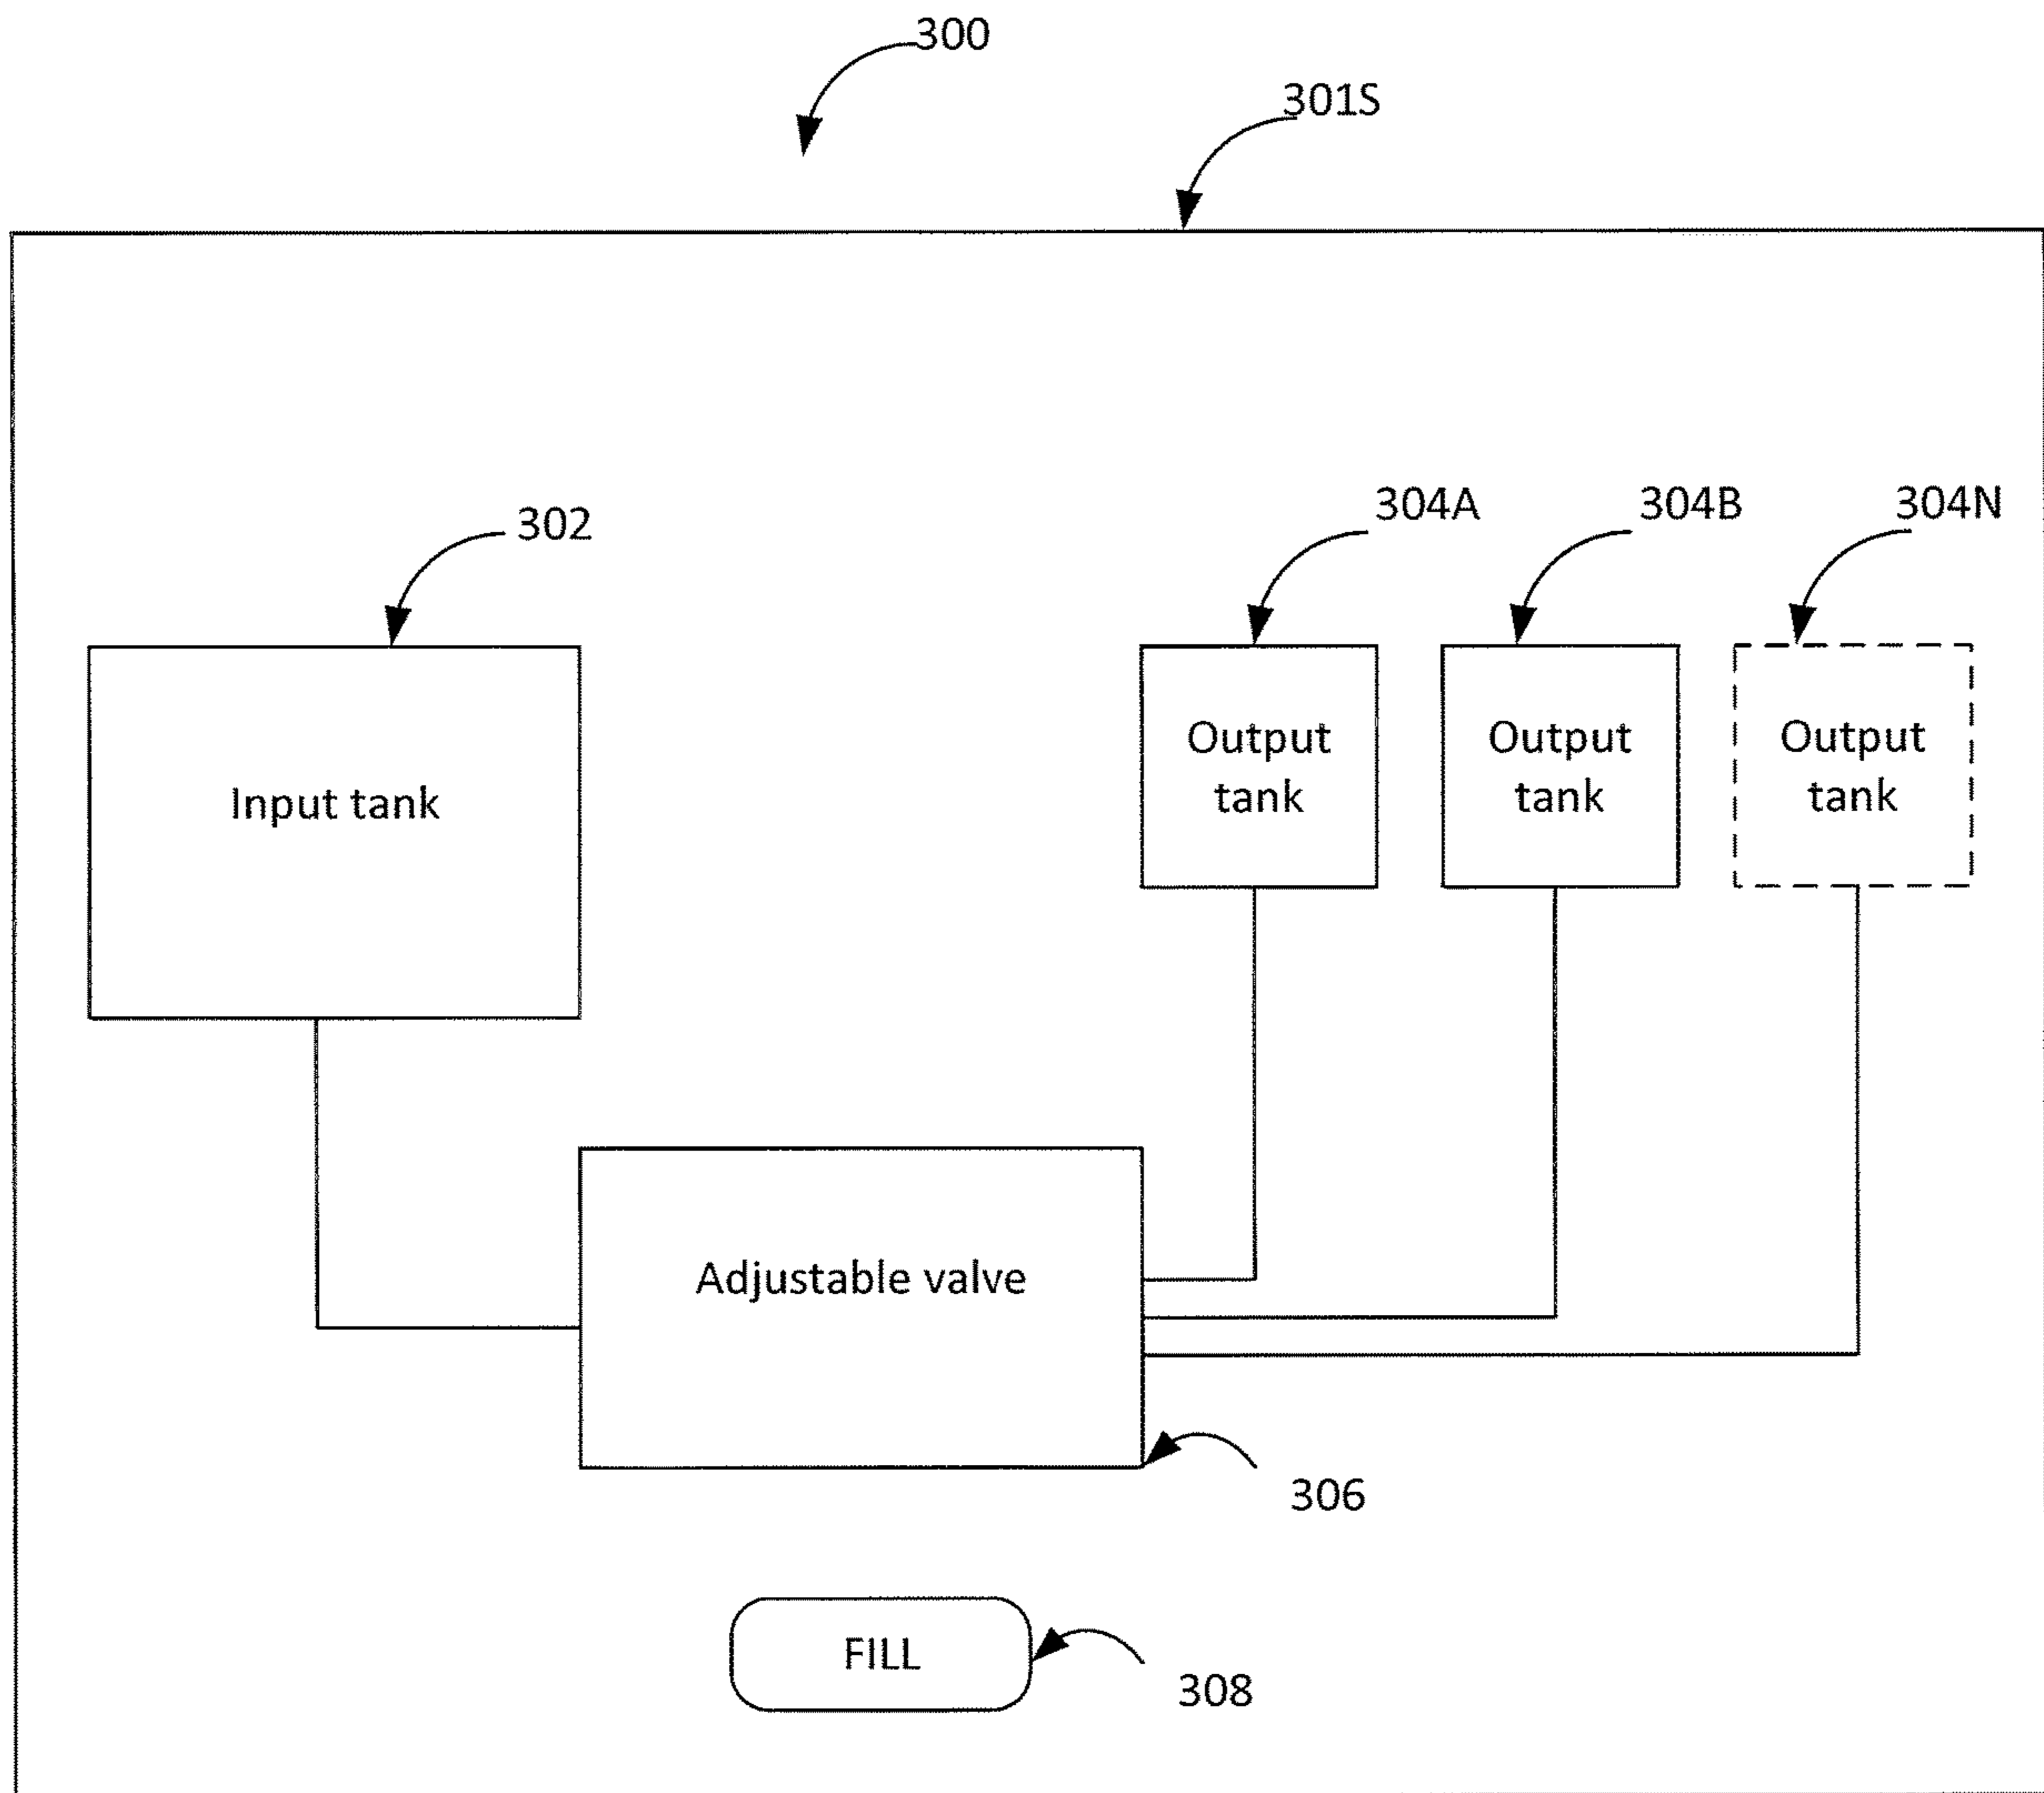 300
301S
302
304A
304B
304N
Input tank
Output
tank
Output
tank
Output
tank
Adjustable valve
306
FILL
308